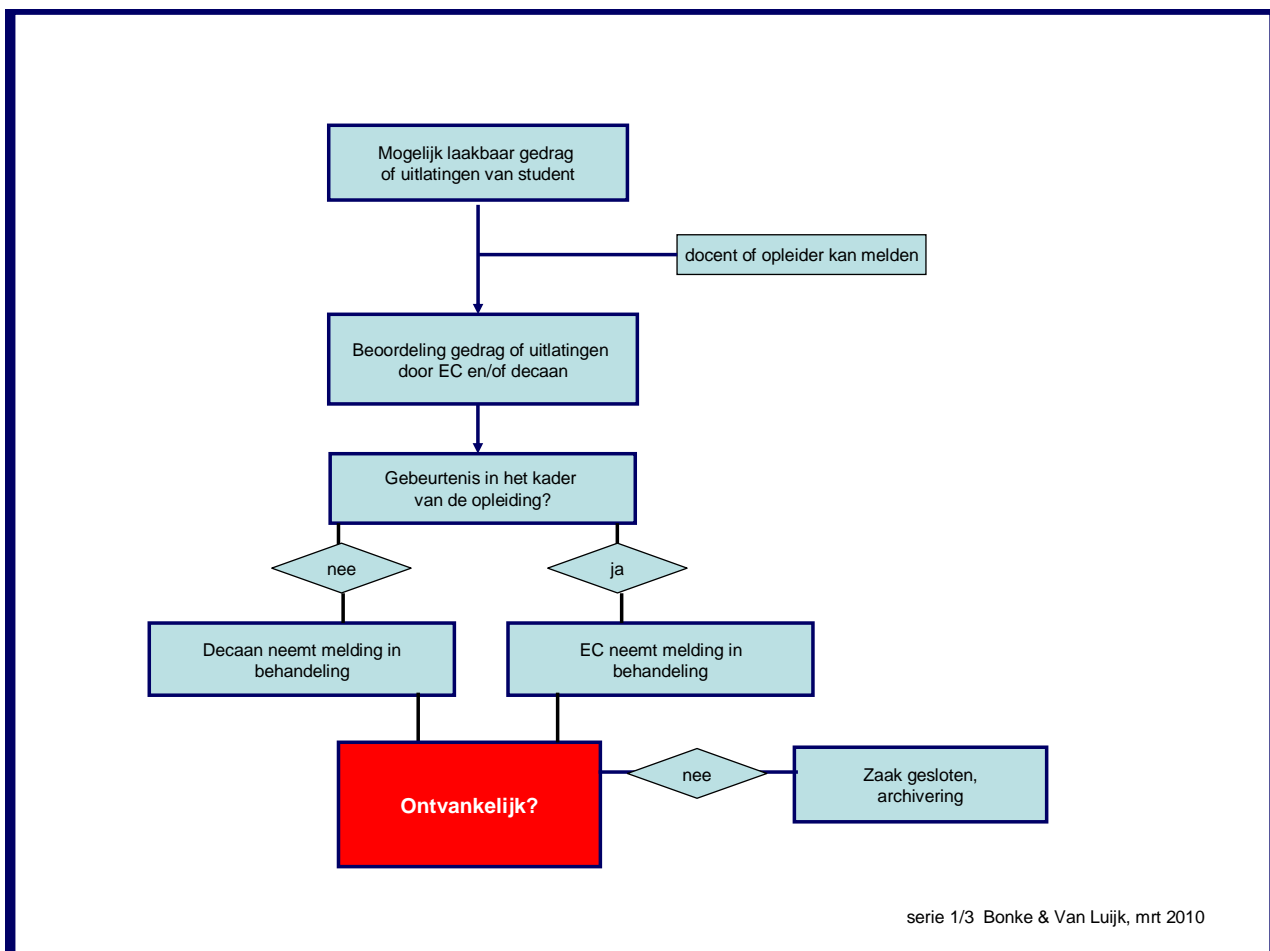 Mogelijk laakbaar gedrag
of uitlatingen van student
docent of opleider kan melden
Beoordeling gedrag of uitlatingen
door EC en/of decaan
Gebeurtenis in het kader
van de opleiding?
nee
ja
Decaan neemt melding in
behandeling
EC neemt melding in
behandeling
Ontvankelijk?
nee
Zaak gesloten,
archivering
serie 1/3 Bonke & Van Luijk, mrt 2010